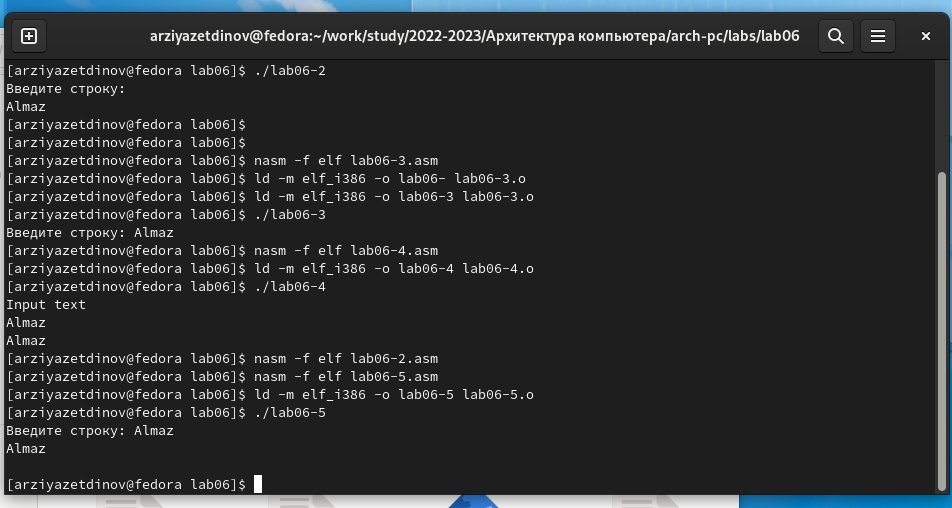 arziyazetdinov@fedora:~/work/study/2022-2023/Архитектура компьютера/arch-pc/labs/lab06
[arziyazetdinov@fedora lab06]$ ./lab06-2
Введите строку:
Almaz
[arziyazetdinov@fedora lab06]$
[arziyazetdinov@fedora lab06]$
[arziyazetdinov@fedora lab06]$ nasm -f elf lab06-3.asm
[arziyazetdinov@fedora lab06]$ ld -m elf_i386 -o lab06- lab06-3.o
[arziyazetdinov@fedora lab06]$ ld -m elf_i386 -o lab06-3 lab06-3.o
[arziyazetdinov@fedora lab06]$ ./lab06-3
Введите строку: Almaz
[arziyazetdinov@fedora lab06]$ nasm -f elf lab06-4.asm
[arziyazetdinov@fedora lab06]$ ld -m elf_i386 -o lab06-4 lab06-4.o
[arziyazetdinov@fedora lab06]$ ./lab06-4
Input text
Almaz
Almaz
[arziyazetdinov@fedora lab06]$ nasm -f elf lab06-2.asm
[arziyazetdinov@fedora lab06]$ nasm -f elf lab06-5.asm
[arziyazetdinov@fedora lab06]$ ld -m elf_i386 -o lab06-5 lab06-5.o
[arziyazetdinov@fedora lab06]$ ./lab06-5
Введите строку: Almaz
Almaz
[arziyazetdinov@fedora lab06]$